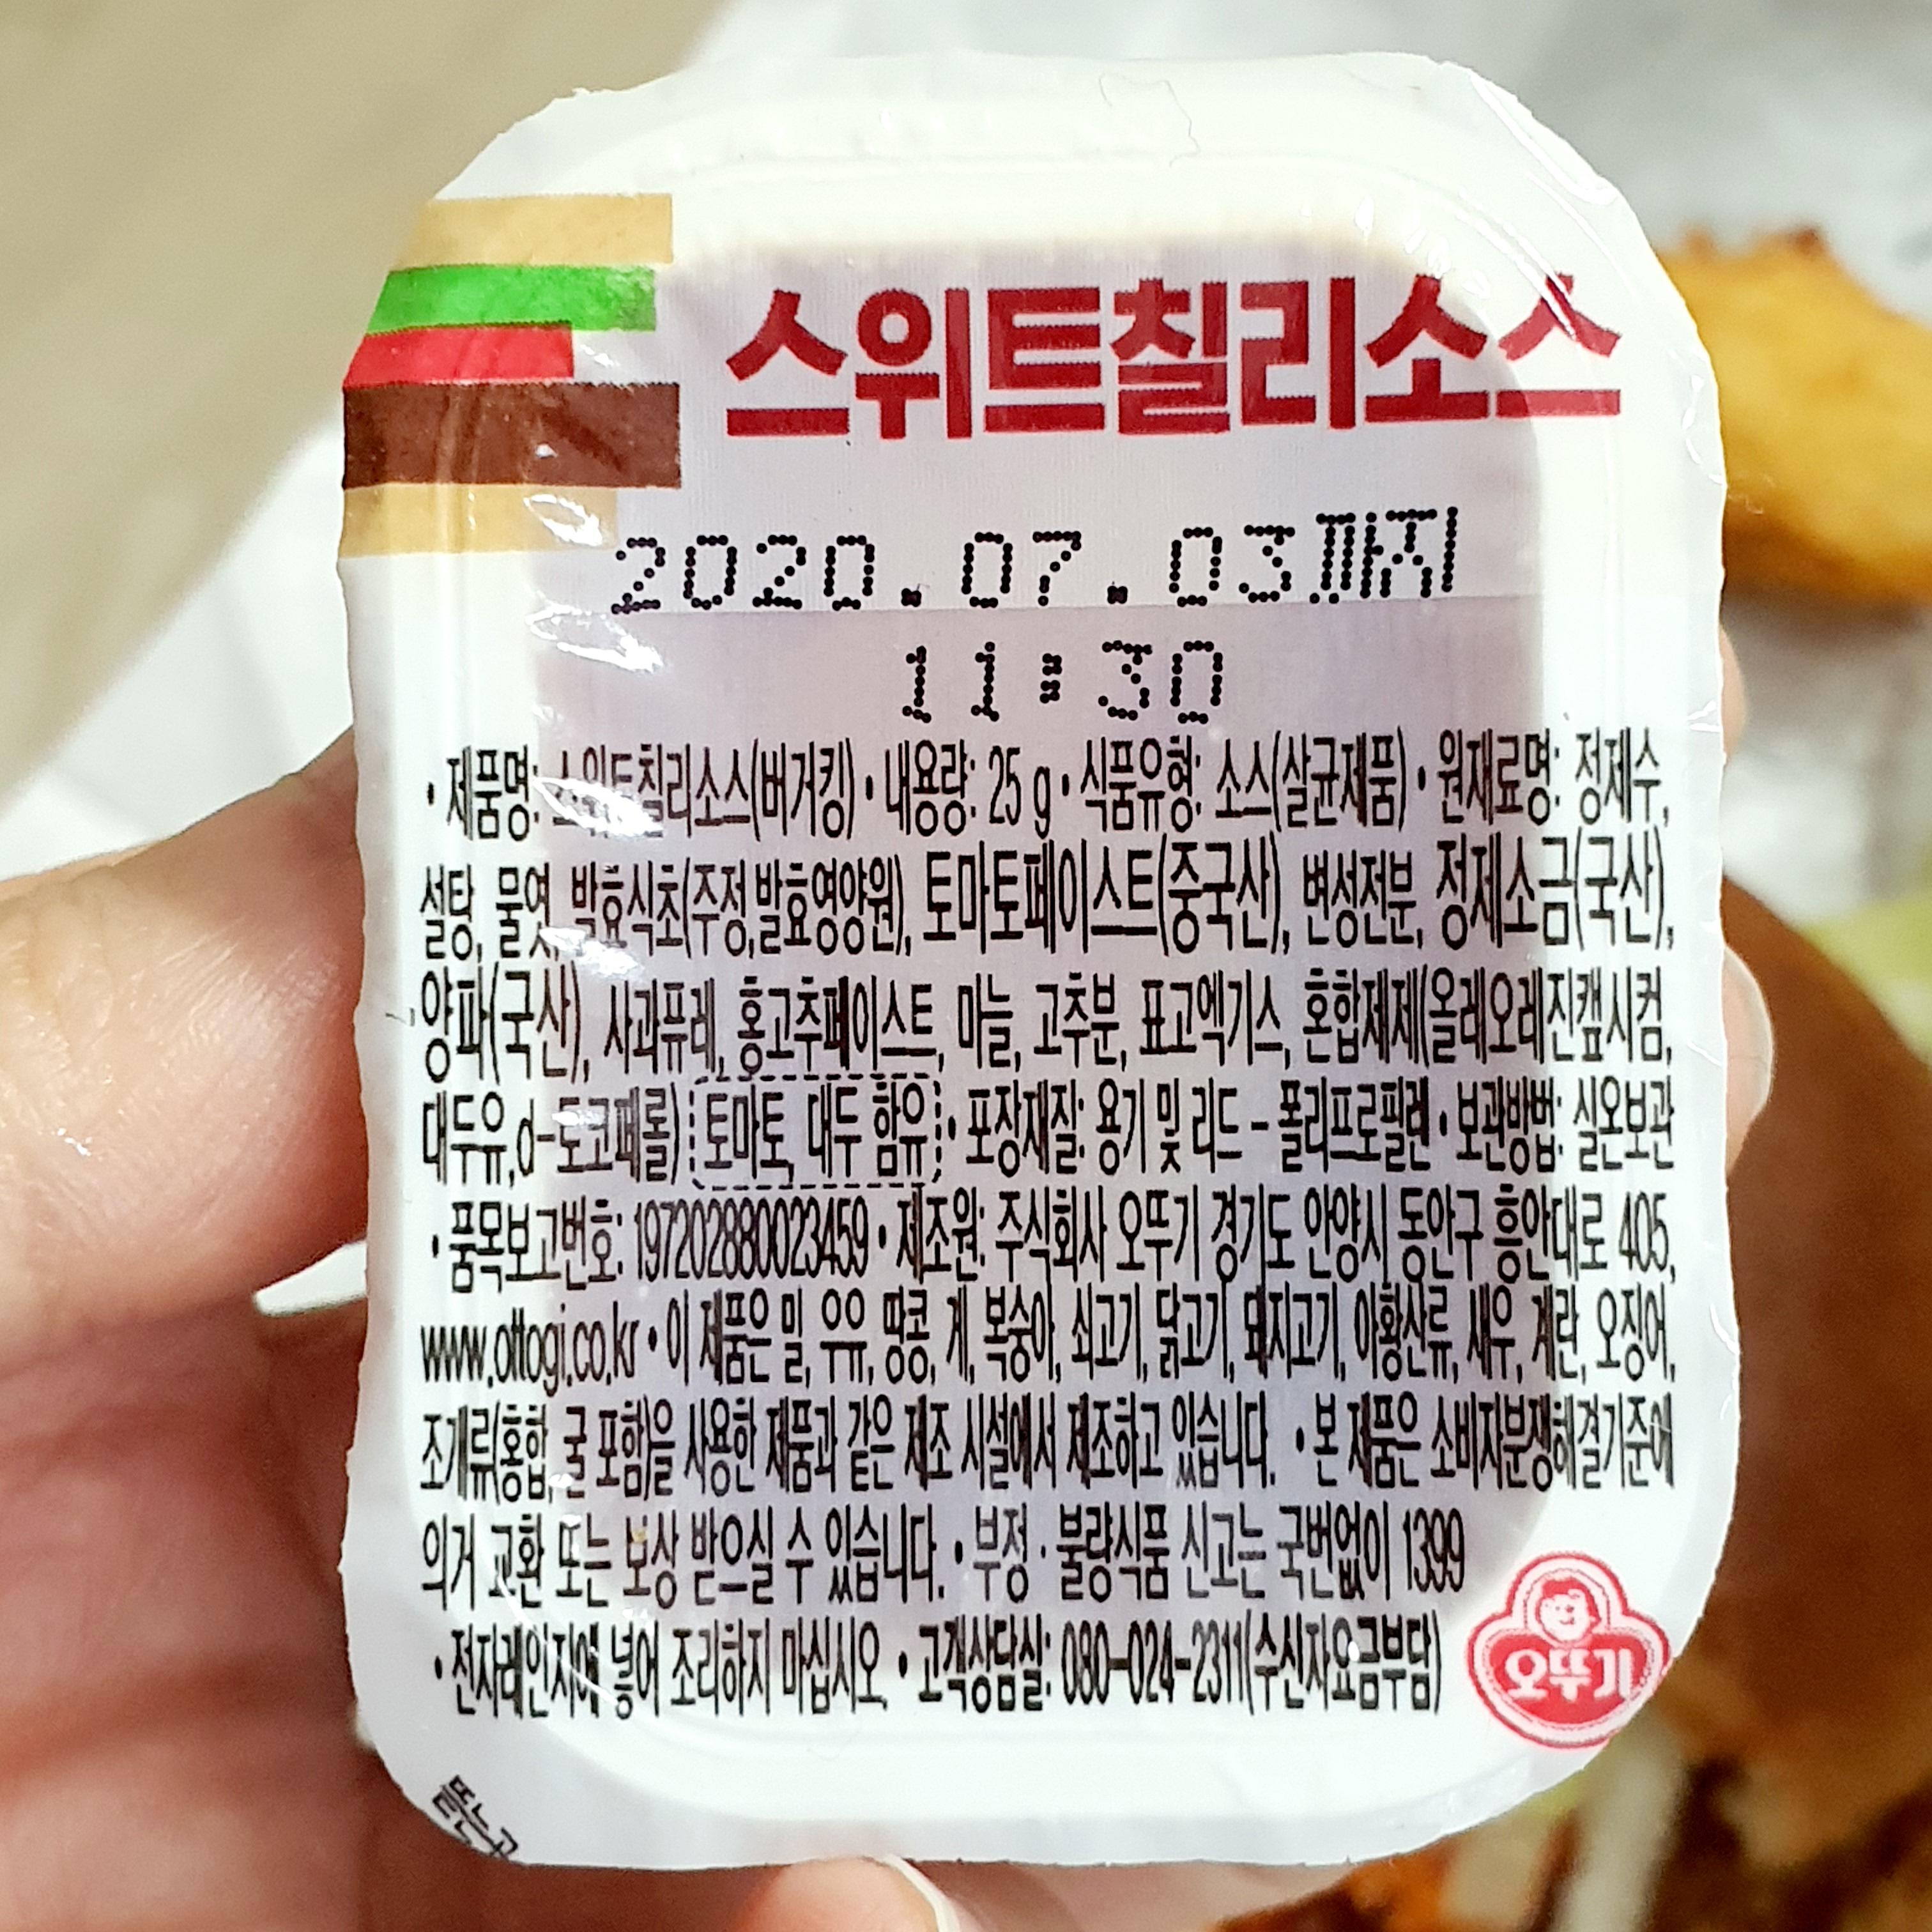 스위트칠리소스
2020.07.03까지
11:30
• 제품명: 스위트칠리소스(버거킹) • 내용량: 25 g • 식품유형: 소스(살균제품) • 원재료명: 정제수,
설탕, 물엿, 발효식초(주정,발효영양원), 토마토페이스트(중국산), 변성전분, 정제소금(국산),
양파(국산), 사과퓨레, 홍고추페이스트, 마늘, 고추분, 표고엑기스, 혼합제제(올레오레진캡시컴,
대두유,d-토코페롤) 토마토, 대두 함유 • 포장재질: 용기 및 리드 - 폴리프로필렌 • 보관방법: 실온보관
• 품목보고번호: 197202880023459 • 제조원: 주식회사 오뚜기 경기도 안양시 동안구 흥안대로 405,
www.ottogi.co.kr • 이 제품은 밀, 우유, 땅콩, 게, 복숭아, 쇠고기, 닭고기, 돼지고기, 아황산류, 새우, 계란, 오징어,
조개류(홍합, 굴 포함)을 사용한 제품과 같은 제조 시설에서 제조하고 있습니다. • 본 제품은 소비자분쟁해결기준에
의거 교환 또는 보상 받으실 수 있습니다. • 부정 · 불량식품 신고는 국번없이 1399
• 전자레인지에 넣어 조리하지 마십시오 • 고객상담실: 080-024-2311(수신자요금부담)
오뚜기
뜯는곳